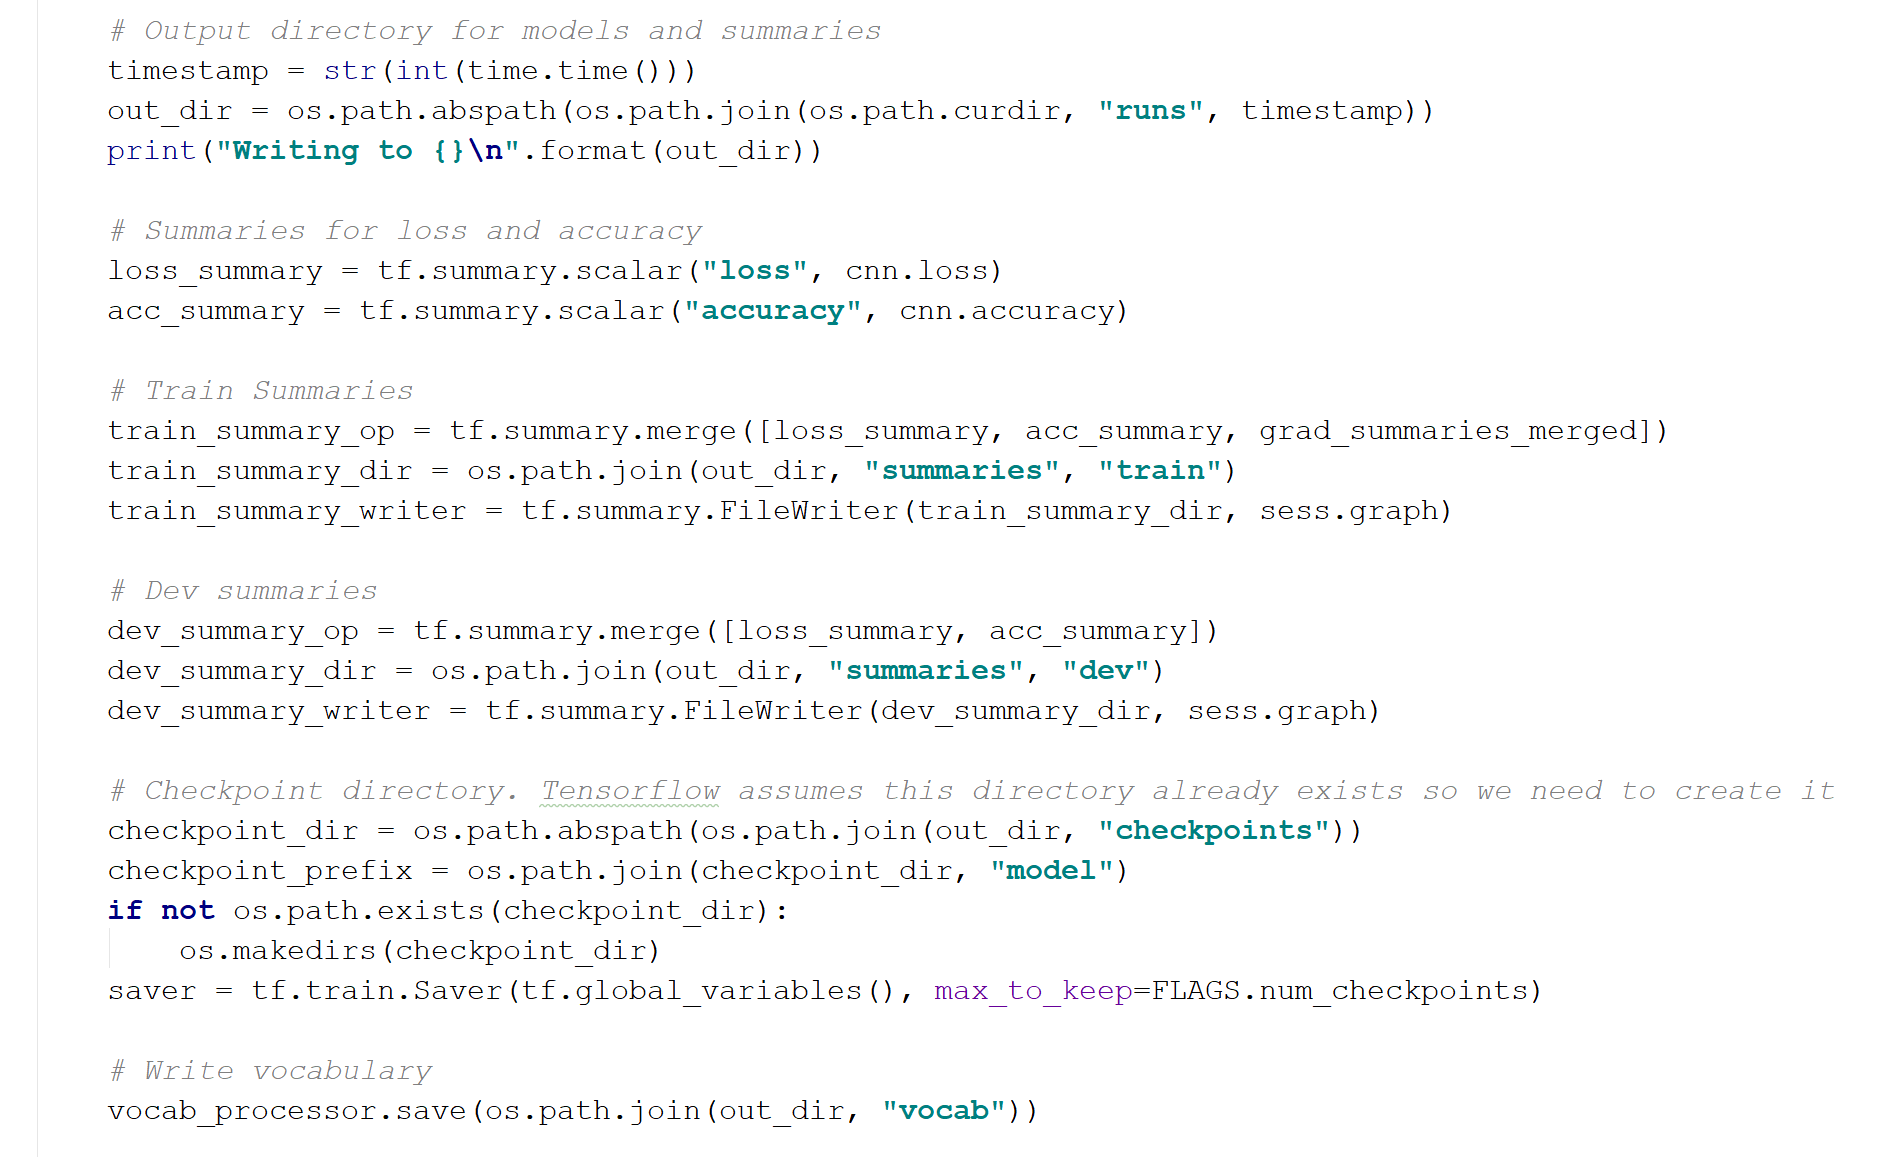 # Output directory for models and summaries
timestamp = str(int(time.time()))
out_dir = os.path.abspath(os.path.join(os.path.curdir, "runs", timestamp))
print("Writing to {}\n".format(out_dir))
# Summaries for loss and accuracy
loss_summary = tf.summary.scalar("loss", cnn.loss)
acc_summary = tf.summary.scalar("accuracy", cnn.accuracy)
# Train Summaries
train_summary_op = tf.summary.merge([loss_summary, acc_summary, grad_summaries_merged])
train_summary_dir = os.path.join(out_dir, "summaries", "train")
train_summary_writer = tf.summary.FileWriter(train_summary_dir, sess.graph)
# Dev summaries
dev_summary_op = tf.summary.merge([loss_summary, acc_summary])
dev_summary_dir = os.path.join(out_dir, "summaries", "dev")
dev_summary_writer = tf.summary.FileWriter(dev_summary_dir, sess.graph)
# Checkpoint directory. Tensorflow assumes this directory already exists so we need to create it
checkpoint_dir = os.path.abspath(os.path.join(out_dir, "checkpoints"))
checkpoint_prefix = os.path.join(checkpoint_dir, "model")
if not os.path.exists(checkpoint_dir):
    os.makedirs(checkpoint_dir)
saver = tf.train.Saver(tf.global_variables(), max_to_keep=FLAGS.num_checkpoints)
# Write vocabulary
vocab_processor.save(os.path.join(out_dir, "vocab"))